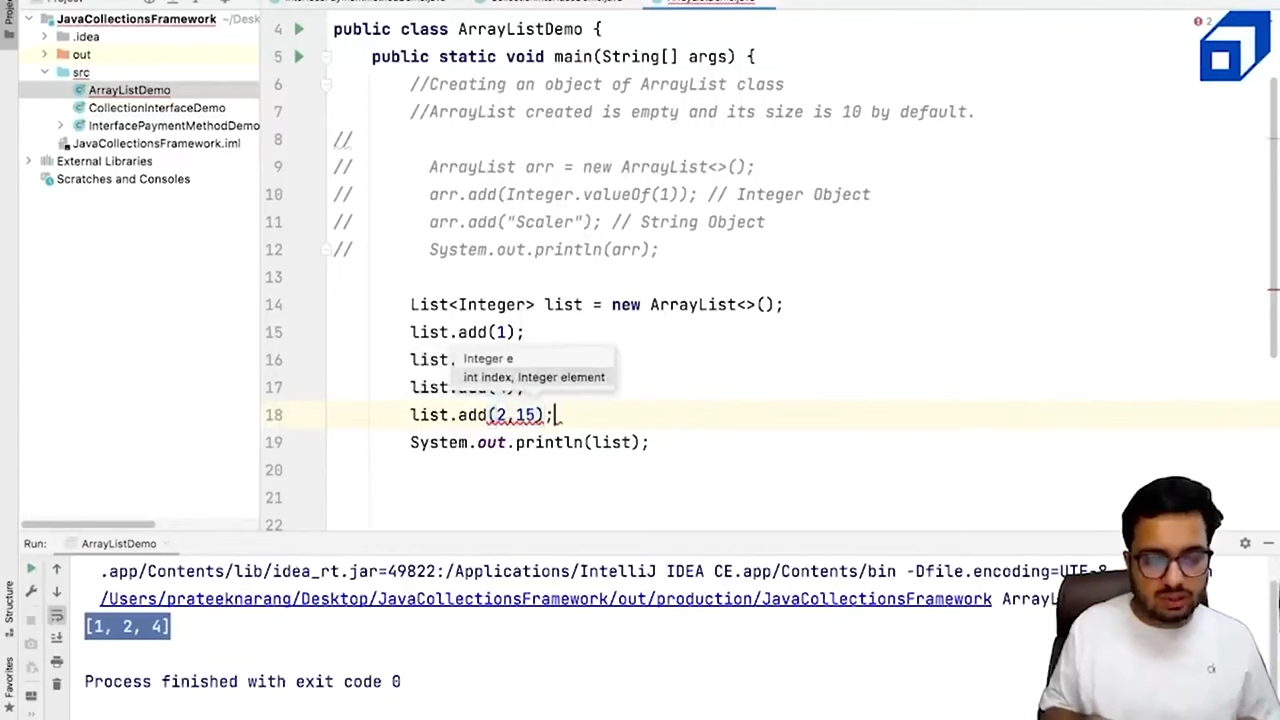 JavaCollectionsFramework ~/Desk
.idea
out
src
ArrayListDemo
CollectionInterfaceDemo
InterfacePaymentMethodDemo
JavaCollectionsFramework.iml
External Libraries
Scratches and Consoles
2
4 public class ArrayListDemo {
5 public static void main(String[] args) {
6 //Creating an object of ArrayList class
7 //ArrayList created is empty and its size is 10 by default.
8 //
9 // ArrayList arr = new ArrayList<>();
10 // arr.add(Integer.valueOf(1)); // Integer Object
11 // arr.add("Scaler"); // String Object
12 // System.out.println(arr);
13
14 List<Integer> list = new ArrayList<>();
15 list.add(1);
16 list.
Integer e
int index, Integer element
17 list.
18 list.add(2,15);
19 System.out.println(list);
20
21
22
Run: ArrayListDemo
.app/Contents/lib/idea_rt.jar=49822:/Applications/IntelliJ IDEA CE.app/Contents/bin -Dfile.encoding=UTF-8
/Users/prateeknarang/Desktop/JavaCollectionsFramework/out/production/JavaCollectionsFramework
[1, 2, 4]
Process finished with exit code 0
Structure
Favorites